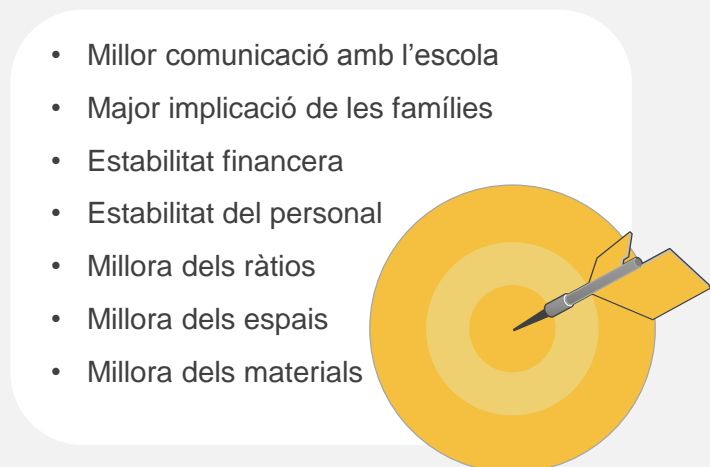 • Millor comunicació amb l’escola
• Major implicació de les famílies
• Estabilitat financera
• Estabilitat del personal
• Millora dels ràtios
• Millora dels espais
• Millora dels materials